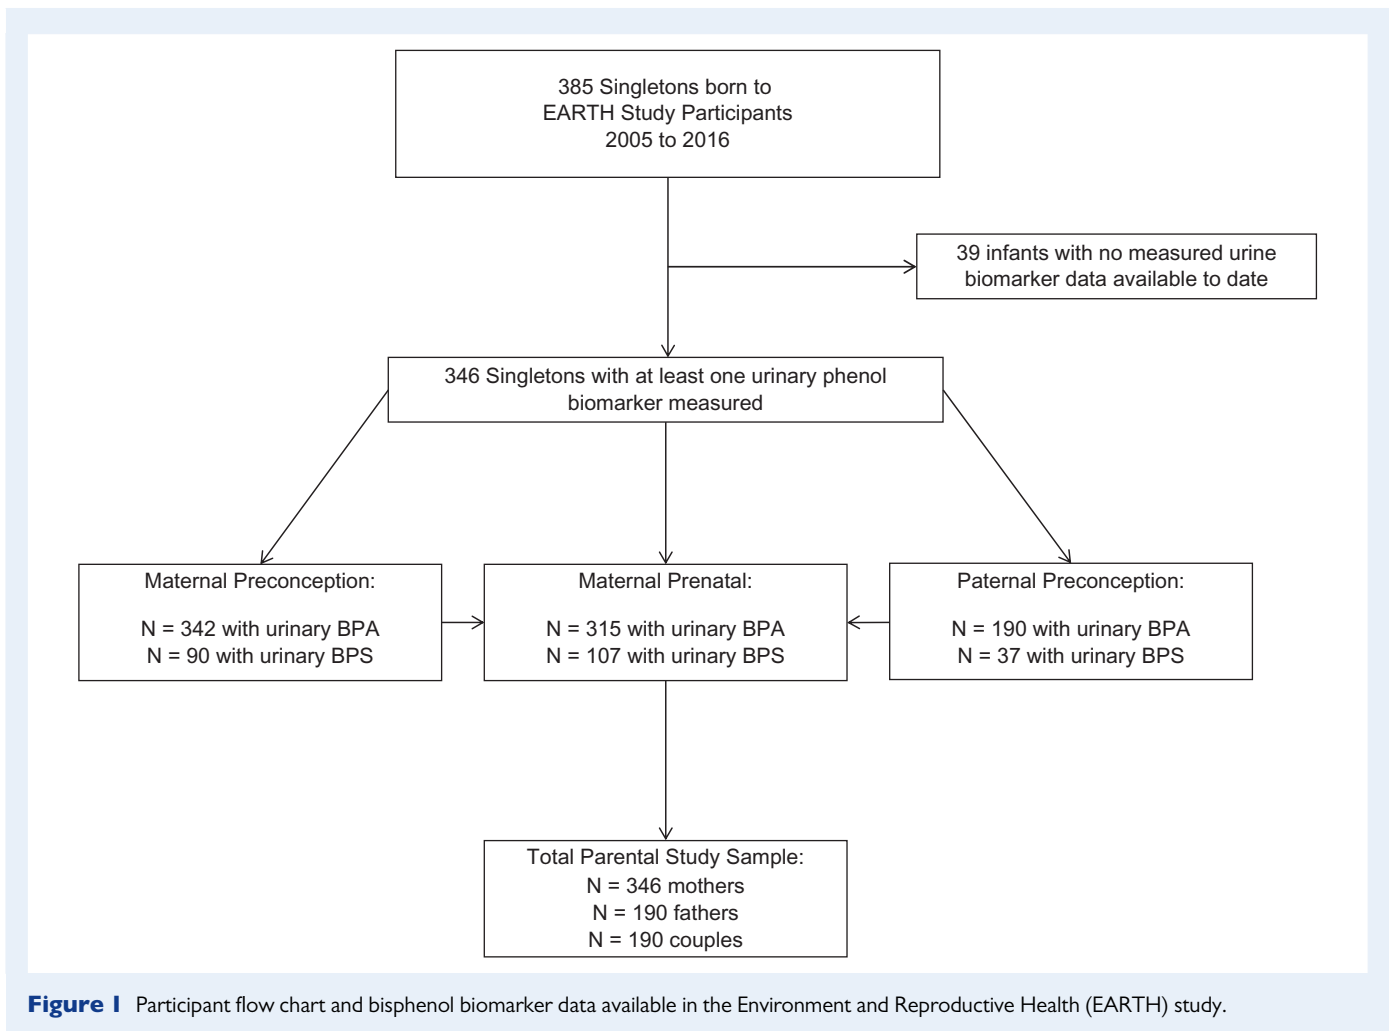 385 Singletons born to
EARTH Study Participants
2005 to 2016
39 infants with no measured urine
biomarker data available to date
346 Singletons with at least one urinary phenol
biomarker measured
Maternal Preconception:
N = 342 with urinary BPA
N = 90 with urinary BPS
Maternal Prenatal:
N = 315 with urinary BPA
N = 107 with urinary BPS
Paternal Preconception:
N = 190 with urinary BPA
N = 37 with urinary BPS
Total Parental Study Sample:
N = 346 mothers
N = 190 fathers
N = 190 couples
Figure 1 Participant flow chart and bisphenol biomarker data available in the Environment and Reproductive Health (EARTH) study.